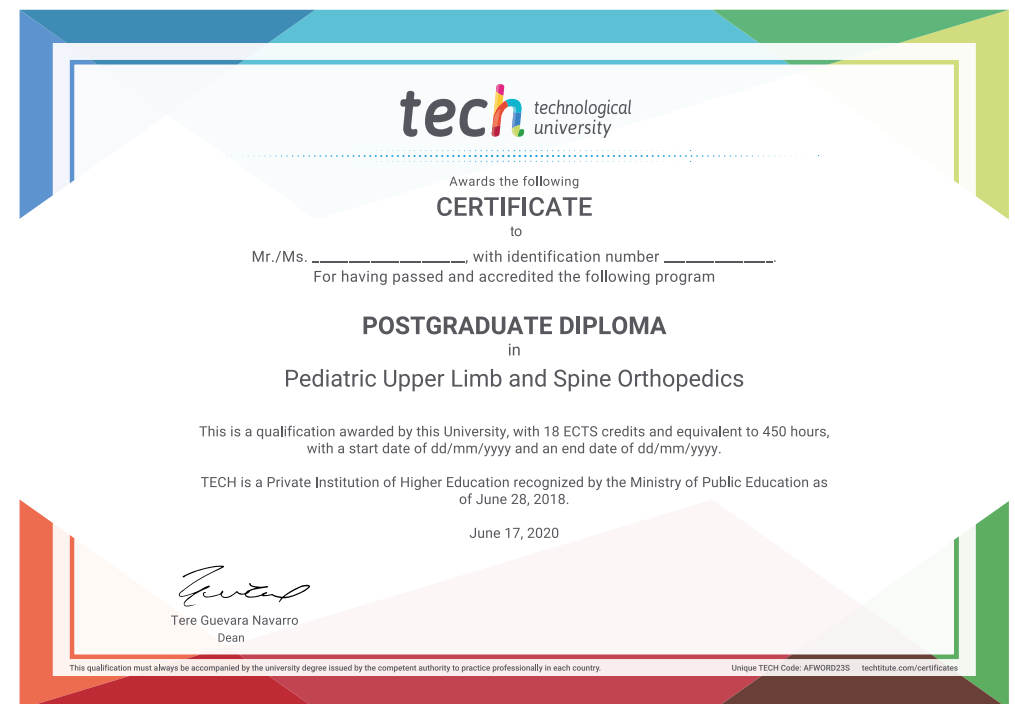 tech technological
university
Awards the following
CERTIFICATE
to
Mr./Ms. ____________________, with identification number ______________.
For having passed and accredited the following program
POSTGRADUATE DIPLOMA
in
Pediatric Upper Limb and Spine Orthopedics
This is a qualification awarded by this University, with 18 ECTS credits and equivalent to 450 hours,
with a start date of dd/mm/yyyy and an end date of dd/mm/yyyy.
TECH is a Private Institution of Higher Education recognized by the Ministry of Public Education as
of June 28, 2018.
June 17, 2020
Tere Guevara Navarro
Dean
This qualification must always be accompanied by the university degree issued by the competent authority to practice professionally in each country.
Unique TECH Code: AFWORD23S techtitute.com/certificates